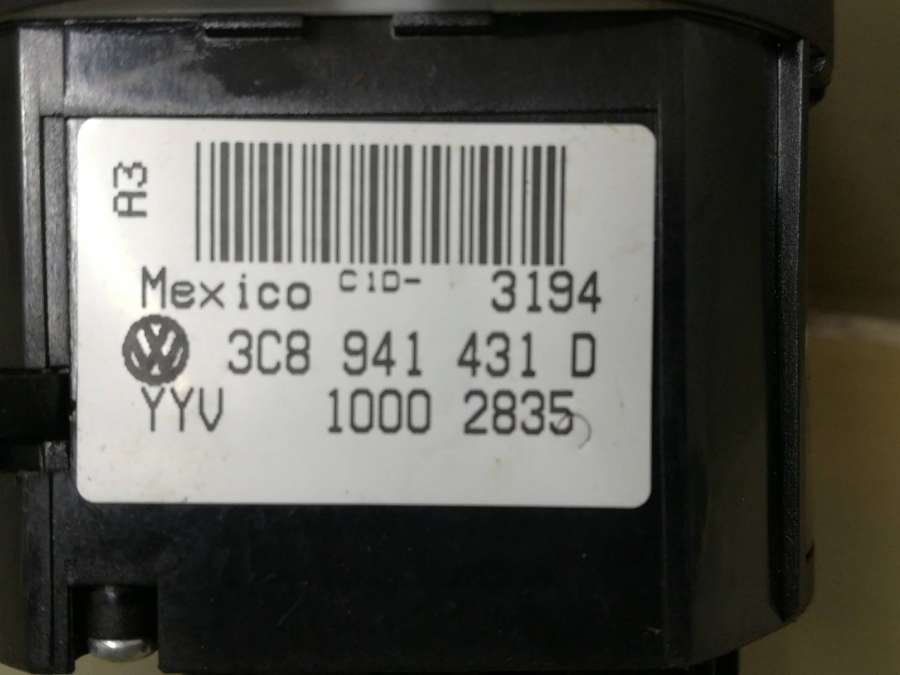 A3
Mexico C1D- 3194
3C8 941 431 D
YYV 1000 2835